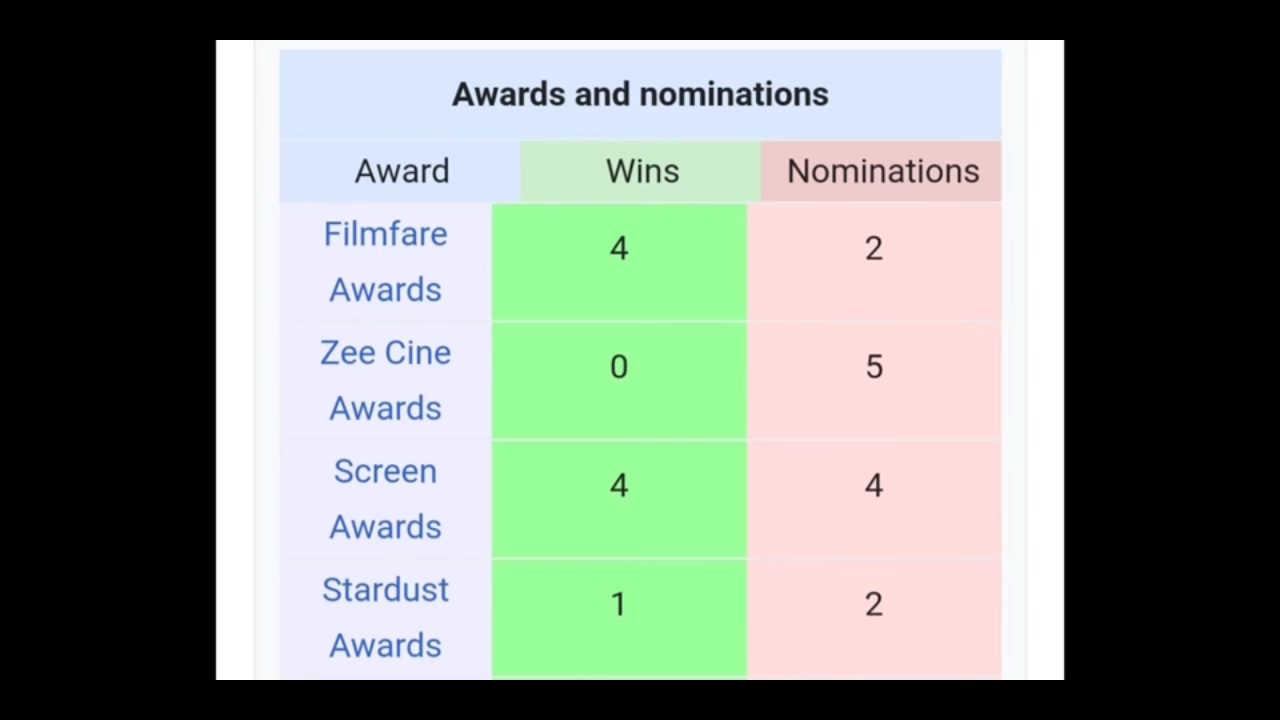 Awards and nominations
Award Wins Nominations
Filmfare
Awards 4 2
Zee Cine
Awards 0 5
Screen
Awards 4 4
Stardust
Awards 1 2